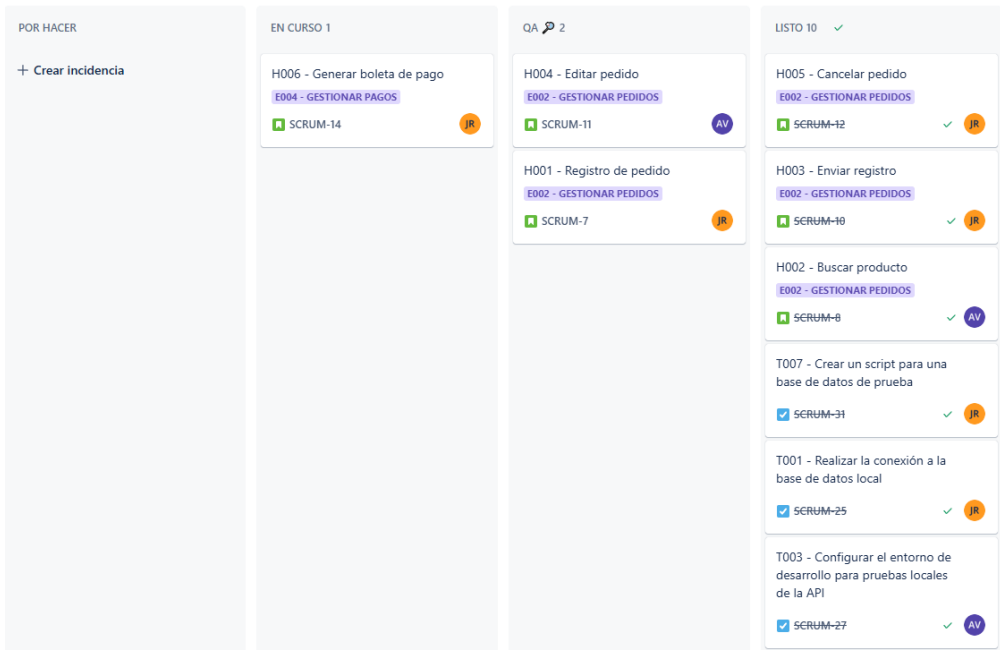 POR HACER
+ Crear incidencia
EN CURSO 1
H006 - Generar boleta de pago
E004 - GESTIONAR PAGOS
SCRUM-14
JR
QA 2
H004 - Editar pedido
E002 - GESTIONAR PEDIDOS
SCRUM-11
AV
H001 - Registro de pedido
E002 - GESTIONAR PEDIDOS
SCRUM-7
JR
LISTO 10
H005 - Cancelar pedido
E002 - GESTIONAR PEDIDOS
SCRUM-12
JR
H003 - Enviar registro
E002 - GESTIONAR PEDIDOS
SCRUM-10
JR
H002 - Buscar producto
E002 - GESTIONAR PEDIDOS
SCRUM-8
AV
T007 - Crear un script para una
base de datos de prueba
SCRUM-31
JR
T001 - Realizar la conexión a la
base de datos local
SCRUM-25
JR
T003 - Configurar el entorno de
desarrollo para pruebas locales
de la API
SCRUM-27
AV